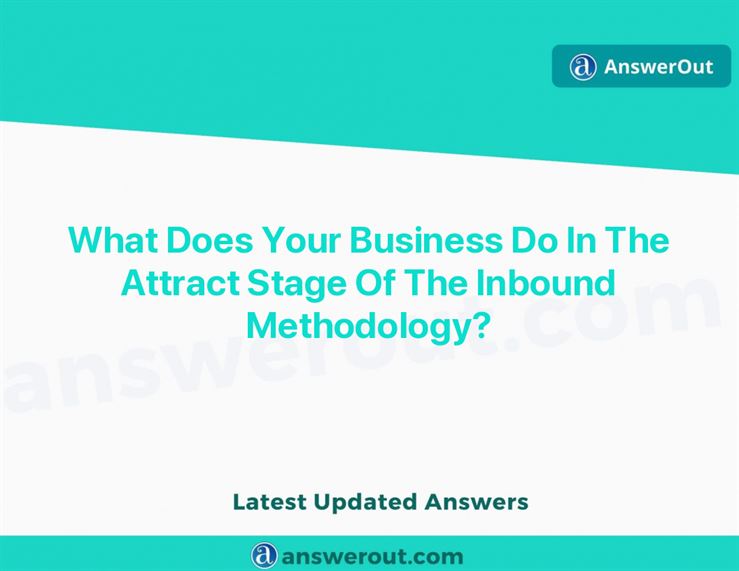 AnswerOut
What Does Your Business Do In The
Attract Stage Of The Inbound
Methodology?
answerout.com
Latest Updated Answers
answerout.com